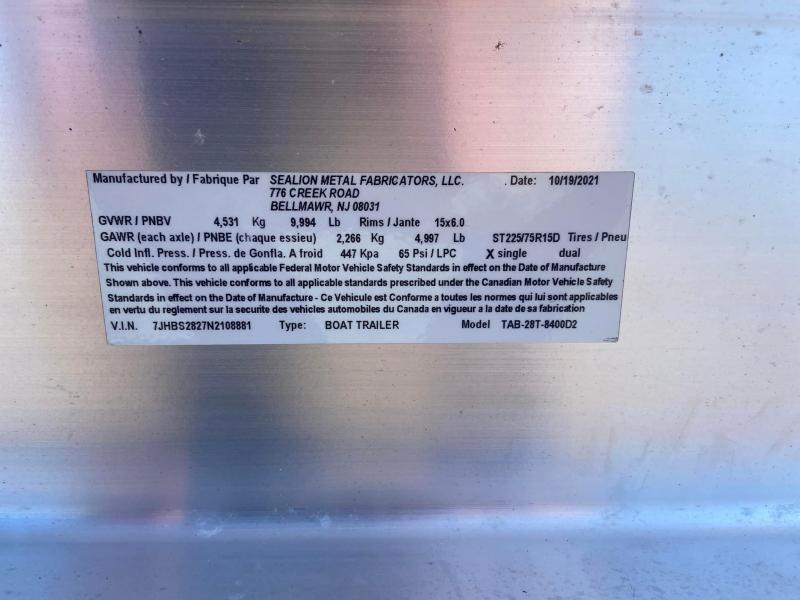 Manufactured by / Fabrique Par SEALION METAL FABRICATORS, LLC. . Date: 10/19/2021
776 CREEK ROAD
BELLMAWR, NJ 08031
GVWR / PNBV 4,531 Kg 9,994 Lb Rims / Jante 15x6.0
GAWR (each axle) / PNBE (chaque essieu) 2,266 Kg 4,997 Lb ST225/75R15D Tires / Pneu
Cold Infl. Press. / Press. de Gonfla. A froid 447 Kpa 65 Psi / LPC X single dual
This vehicle conforms to all applicable Federal Motor Vehicle Safety Standards in effect on the Date of Manufacture
Shown above. This vehicle conforms to all applicable standards prescribed under the Canadian Motor Vehicle Safety
Standards in effect on the Date of Manufacture - Ce Vehicule est Conforme a toutes les normes qui lui sont applicables
en vertu du reglement sur la securite des vehicles automobiles du Canada en vigueur a la date de sa fabrication
V.I.N. 7JHBS2827N2108881 Type: BOAT TRAILER Model TAB-28T-8400D2